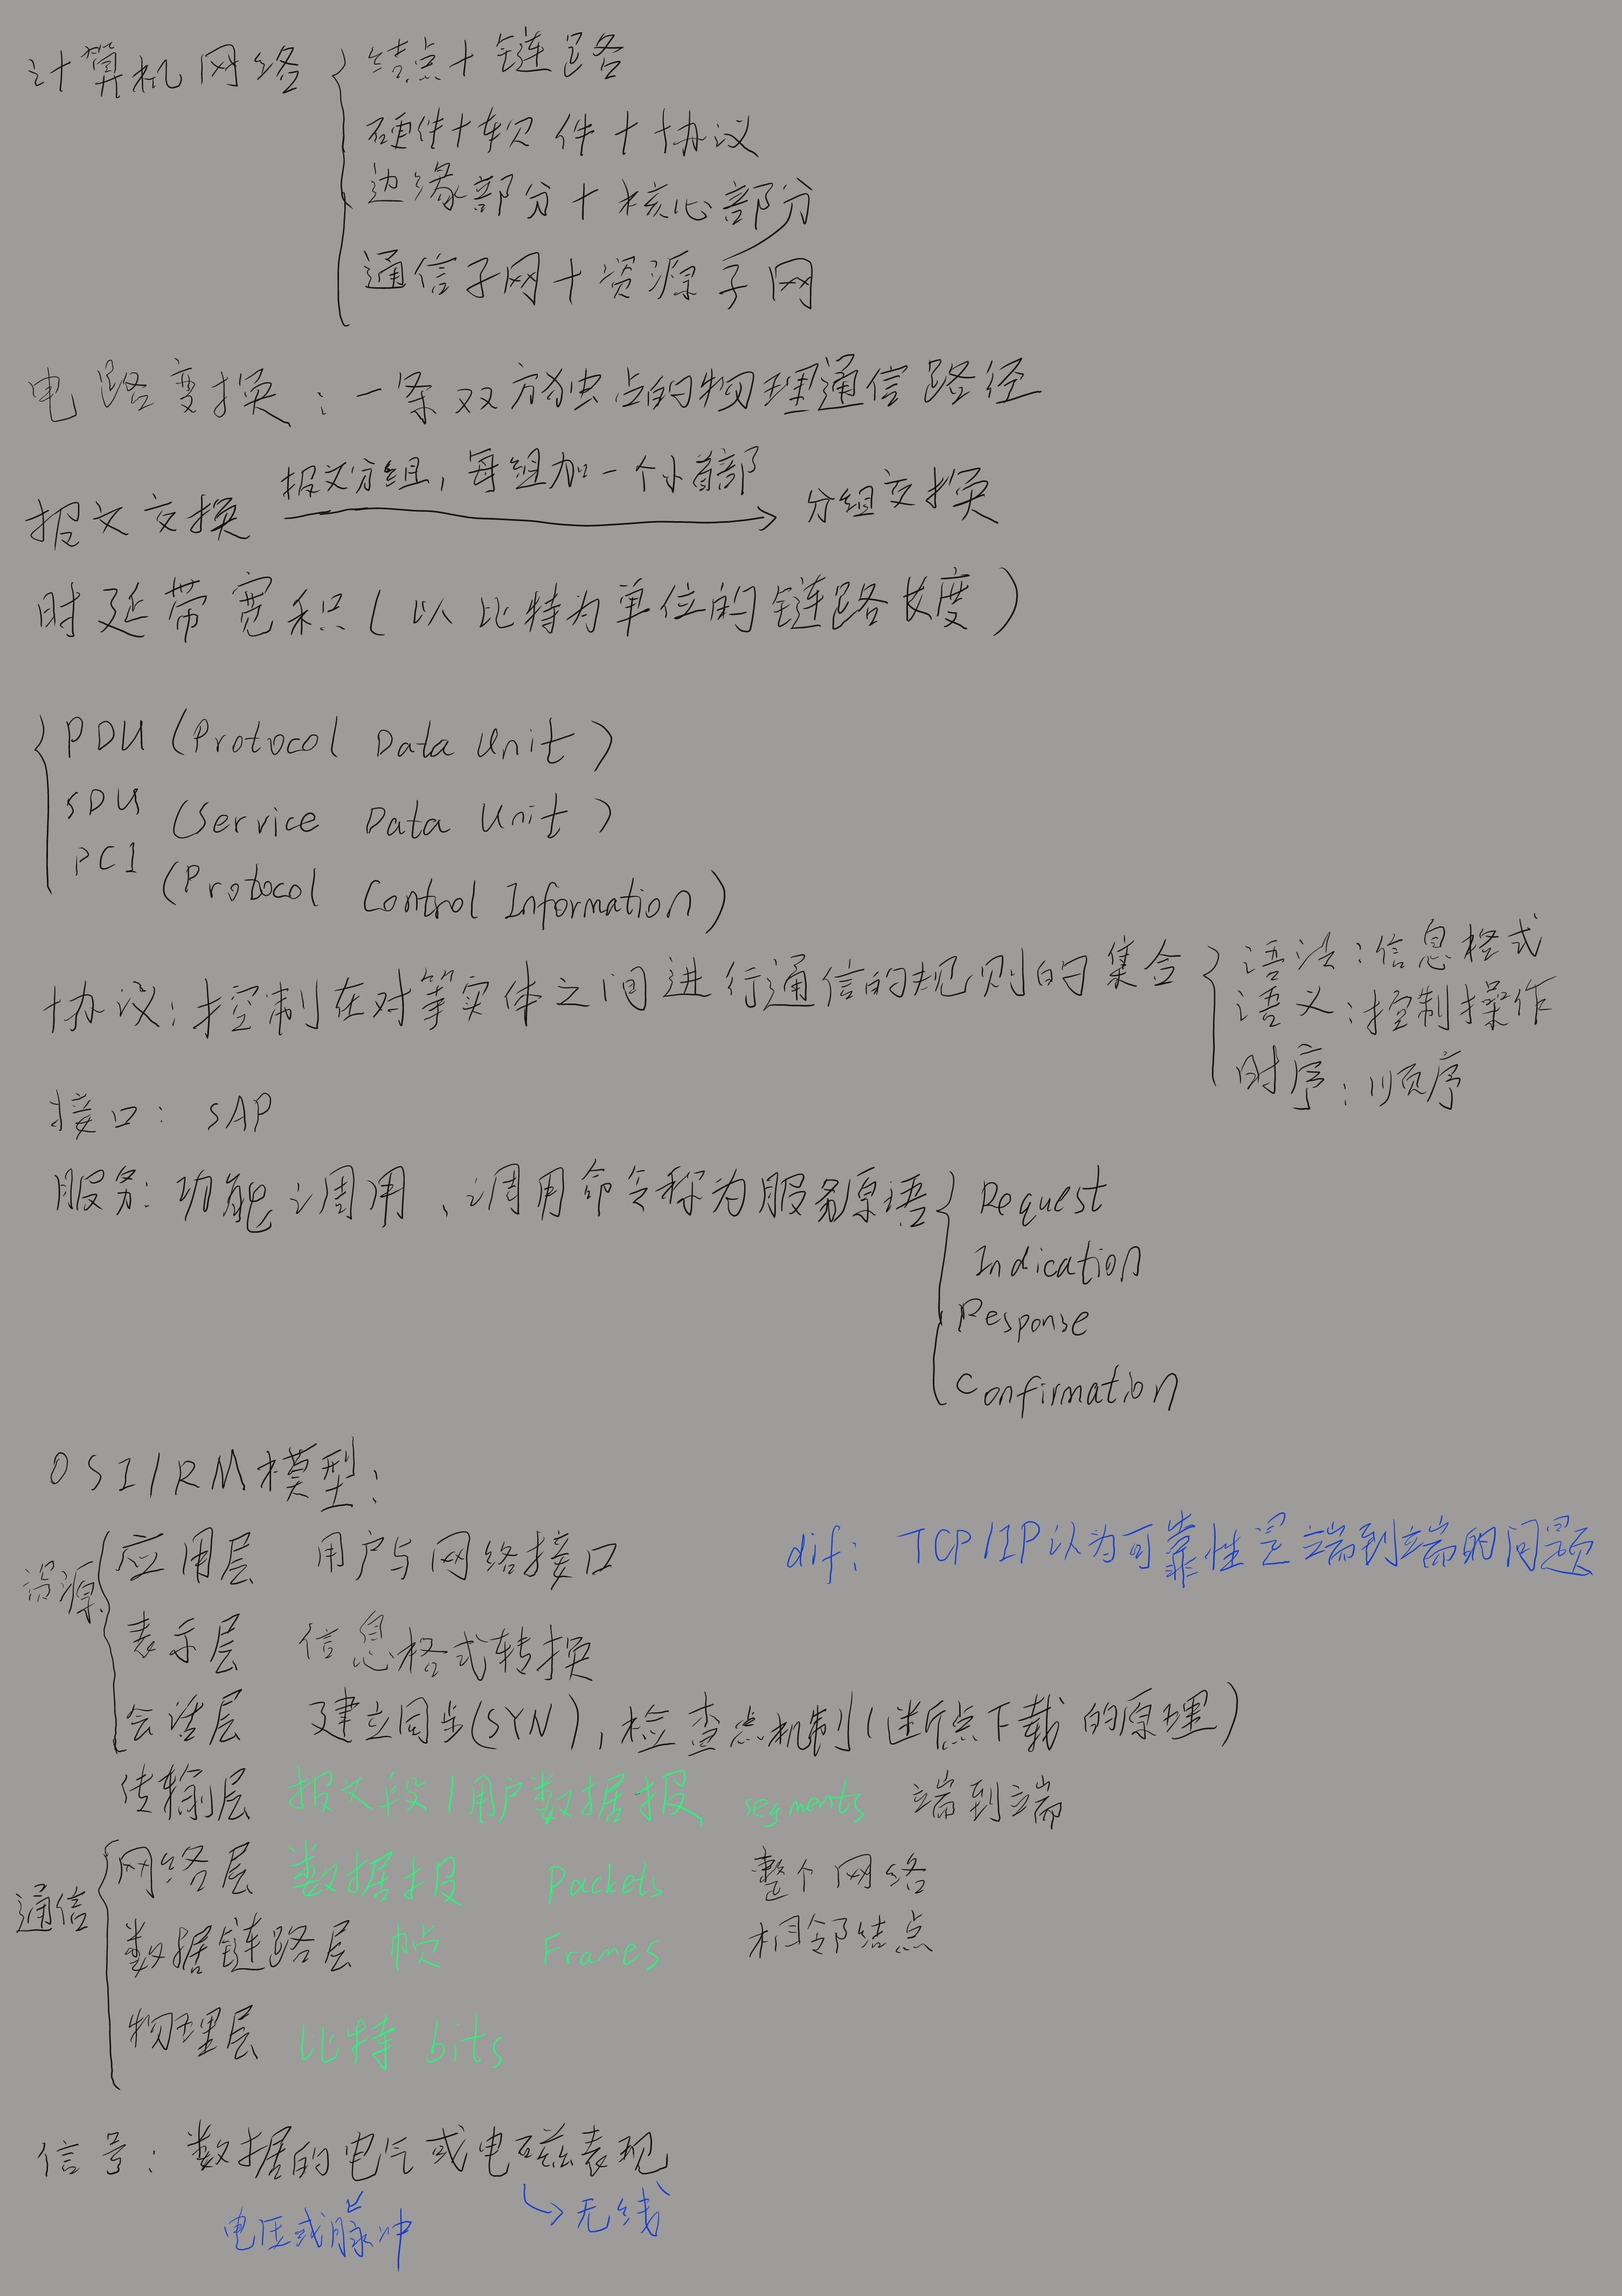 计算机网络 { 结点+链路
硬件+软件+协议
边缘部分+核心部分
通信子网+资源子网
电路变换:一条双方独占的物理通信路径
报文分组,每组加一个小首部
报文交换 → 分组交换
时延带宽积(以比特为单位的链路长度)
PDU (Protocol Data Unit)
SDU (Service Data Unit)
PCI (Protocol Control Information)
协议:控制在对等实体之间进行通信的规则的集合 { 语法:信息格式
语义:控制操作
时序:顺序
接口: SAP
服务:功能调用、调用命令称为服务原语 { Request
Indication
Response
Confirmation
OSI/RM模型:
资源 { 应用层 用户与网络接口 dif: TCP/IP以为可靠性是端到端的问题
表示层 信息格式转换
会话层 建立同步(SYN),检查点机制(断点下载的原理)
传输层 报文段/用户数据报 segments 端到端
网络层 数据报 Packets 整个网络
通信 { 数据链路层 帧 Frames 相邻结点
物理层 比特 bits
信号:数据的电气或电磁表现
电压或脉冲 → 无线